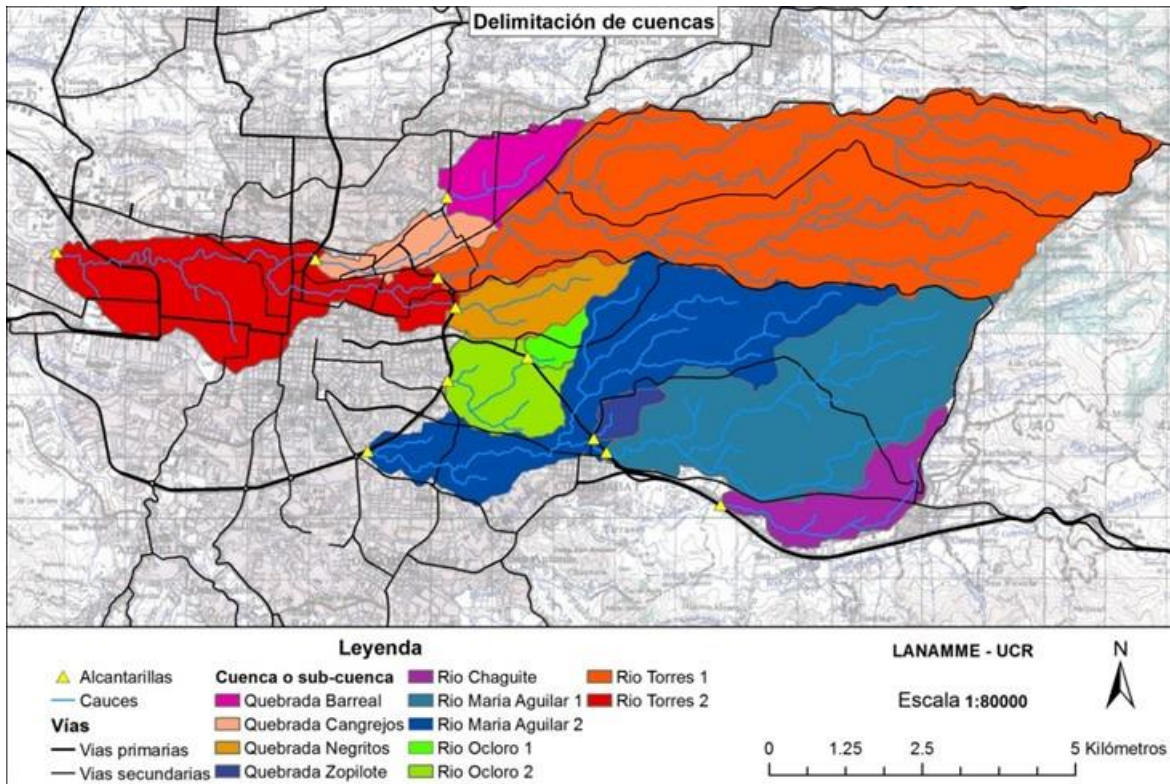 Delimitación de cuencas
Leyenda
Alcantarillas
Cauces
Vías
Vias primarias
Vias secundarias
Cuenca o sub-cuenca
Quebrada Barreal
Quebrada Cangrejos
Quebrada Negritos
Quebrada Zopilote
Rio Chaguite
Rio Maria Aguilar 1
Rio Maria Aguilar 2
Rio Ocloro 1
Rio Ocloro 2
Rio Torres 1
Rio Torres 2
LANAMME - UCR
Escala 1:80000
N
0 1.25 2.5 5 Kilómetros